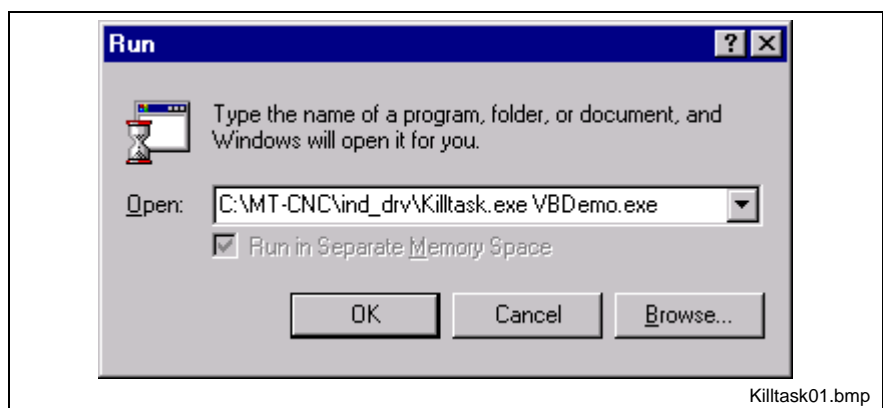 Run
Type the name of a program, folder, or document, and
Windows will open it for you.
Open: C:\MT-CNC\ind_drv\Killtask.exe VBDemo.exe
Run in Separate Memory Space
OK Cancel Browse...
Killtask01.bmp